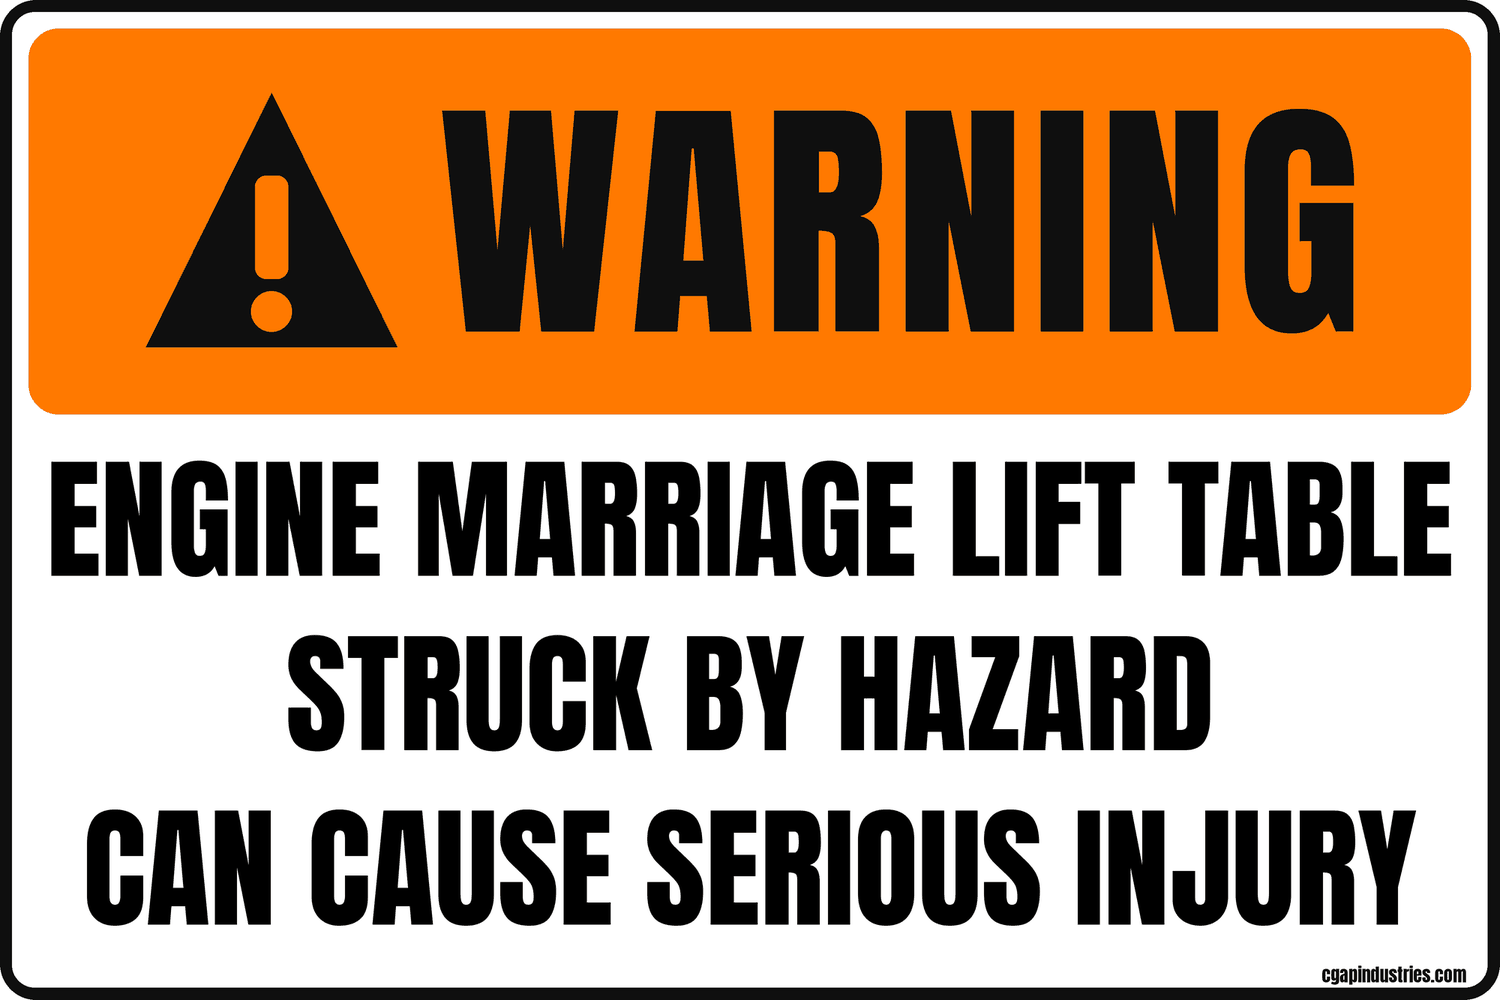 WARNING
ENGINE MARRIAGE LIFT TABLE
STRUCK BY HAZARD
CAN CAUSE SERIOUS INJURY
cgapindustries.com